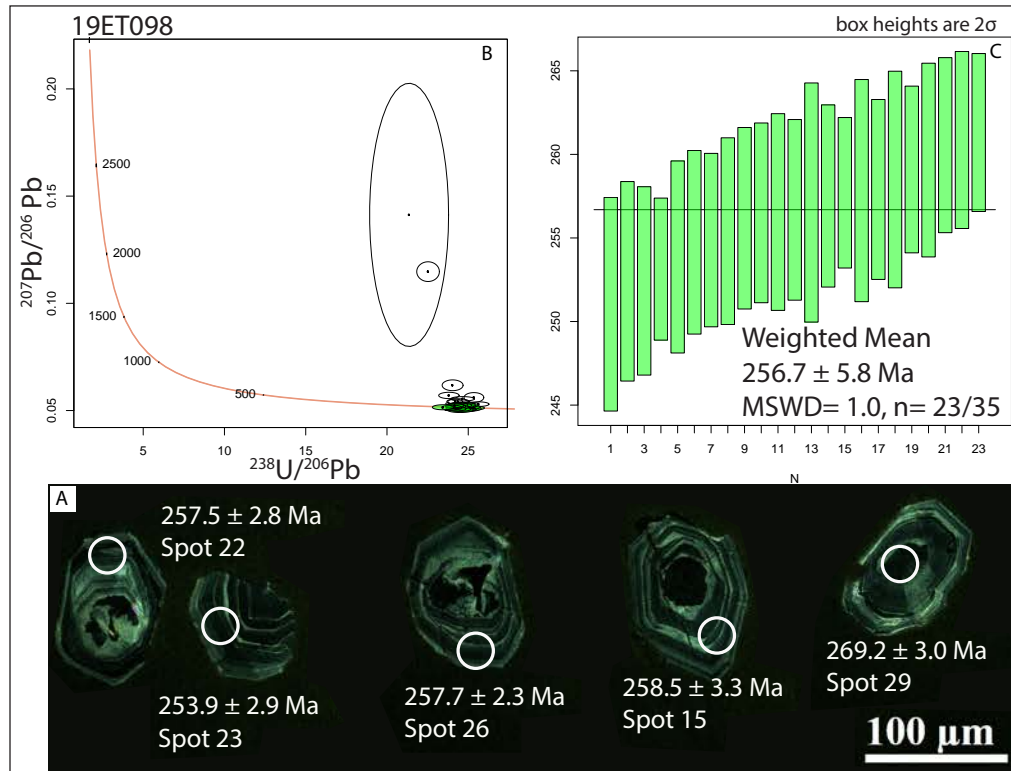 19ET098
box heights are 2σ
B
0.20
0.15
0.10
0.05
207Pb/206 Pb
2500
2000
1500
1000
500
5
10
15
20
25
238U/206Pb
C
265
260
255
250
245
Weighted Mean
256.7 ± 5.8 Ma
MSWD= 1.0, n= 23/35
1
3
5
7
9
11
13
15
17
19
21
23
N
A
257.5 ± 2.8 Ma
Spot 22
253.9 ± 2.9 Ma
Spot 23
257.7 ± 2.3 Ma
Spot 26
258.5 ± 3.3 Ma
Spot 15
269.2 ± 3.0 Ma
Spot 29
100 µm